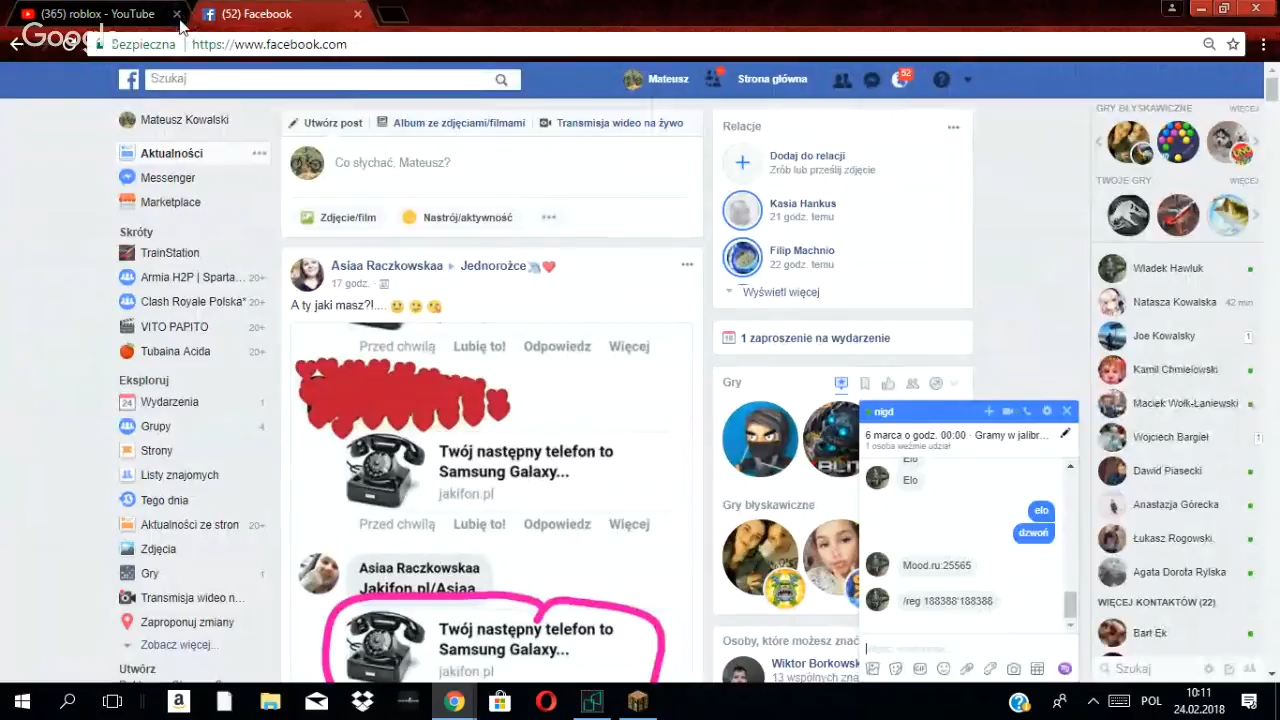 (365) roblox - YouTube
(52) Facebook
Google
Bezpieczna
https://www.facebook.com
Szukaj
Mateusz
Strona główna
52
Mateusz Kowalski
Aktualności
Messenger
Marketplace
Skróty
TrainStation
Armia H2P | Sparta... 20+
Clash Royale Polska* 20+
VITO PAPITO 20+
Tubaina Acida 20+
Eksploruj
Wydarzenia 1
Grupy 4
Strony
Listy znajomych
Tego dnia
Aktualności ze stron 20+
Zdjęcia
Gry 1
Transmisja wideo n...
Zaproponuj zmiany
Zobacz więcej...
Utwórz
Utwórz post
Album ze zdjęciami/filmami
Transmisja wideo na żywo
Co słychać, Mateusz?
Zdjęcie/film
Nastrój/aktywność
Asiaa Raczkowskaa
Jednorożce
17 godz.
A ty jaki masz?!....
Przed chwilą Lubię to! Odpowiedz Więcej
Twój następny telefon to
Samsung Galaxy...
jakifon.pl
Przed chwilą Lubię to! Odpowiedz Więcej
Asiaa Raczkowskaa
Jakifon.pl/Asiaa
Twój następny telefon to
Samsung Galaxy...
jakifon.pl
Relacje
Dodaj do relacji
Zrób lub prześlij zdjęcie
Kasia Hankus
21 godz. temu
Filip Machnio
22 godz. temu
Wyświetl więcej
1 zaproszenie na wydarzenie
Gry
Gry błyskawiczne
Osoby, które możesz znać
Wiktor Borkows
13 wspólnych zna
nigd
6 marca o godz. 00:00 · Gramy w jalibr...
1 osoba weźmie udział
Elo
Elo
elo
dzwoń
Mood.ru:25565
/reg 188388 188388
GRY BŁYSKAWICZNE WIĘCEJ
TWOJE GRY WIĘCEJ
Wladek Hawluk
Natasza Kowalska 42 min
Joe Kowalsky 1
Kamil Chmielowski
Maciek Wołk-Łaniewski
Wojciech Bargieł 1
Dawid Piasecki
Anastazja Górecka
Łukasz Rogowski
Agata Dorota Rylska
WIĘCEJ KONTAKTÓW (22)
Bart Ek
Szukaj
POL
10:11
24.02.2018